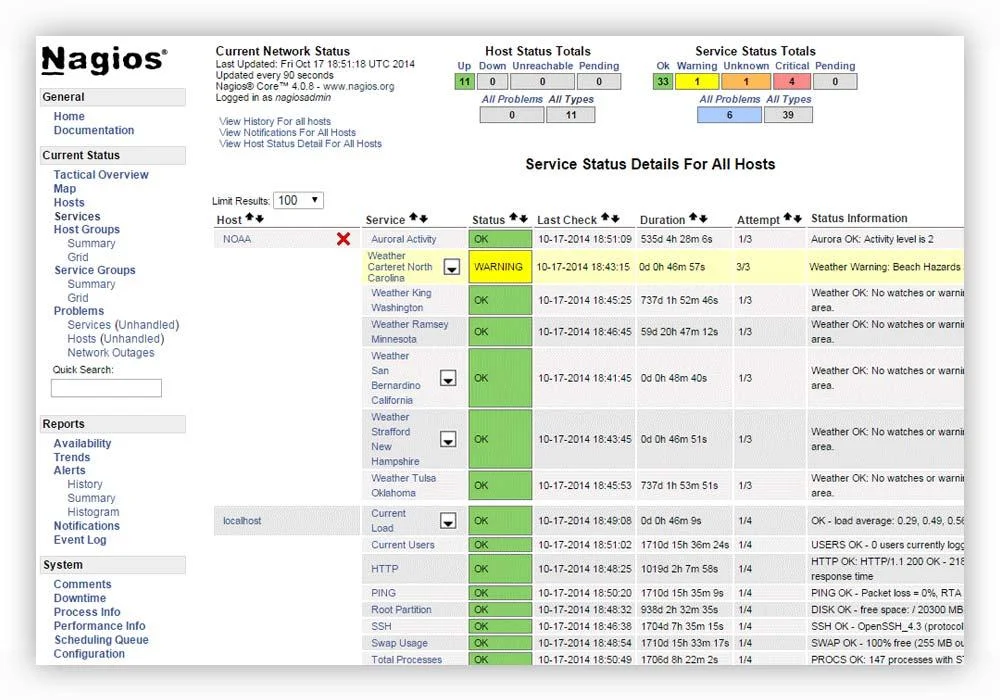 Nagios®
General
Home
Documentation
Current Status
Tactical Overview
Map
Hosts
Services
Host Groups
Summary
Grid
Service Groups
Summary
Grid
Problems
Services (Unhandled)
Hosts (Unhandled)
Network Outages
Quick Search:
Reports
Availability
Trends
Alerts
History
Summary
Histogram
Notifications
Event Log
System
Comments
Downtime
Process Info
Performance Info
Scheduling Queue
Configuration
Current Network Status
Last Updated: Fri Oct 17 18:51:18 UTC 2014
Updated every 90 seconds
Nagios® Core™ 4.0.8 - www.nagios.org
Logged in as nagiosadmin
View History For all hosts
View Notifications For All Hosts
View Host Status Detail For All Hosts
Host Status Totals
Up Down Unreachable Pending
11 0 0 0
All Problems All Types
0 11
Service Status Totals
Ok Warning Unknown Critical Pending
33 1 1 4 0
All Problems All Types
6 39
Service Status Details For All Hosts
Limit Results: 100
Host Service Status Last Check Duration Attempt Status Information
NOAA Auroral Activity OK 10-17-2014 18:51:09 535d 4h 28m 6s 1/3 Aurora OK: Activity level is 2
Weather
Carteret North
Carolina
WARNING 10-17-2014 18:43:15 0d 0h 46m 57s 3/3 Weather Warning: Beach Hazards
Weather King
Washington
OK 10-17-2014 18:45:25 737d 1h 52m 46s 1/3 Weather OK: No watches or warni
area.
Weather Ramsey
Minnesota
OK 10-17-2014 18:46:45 59d 20h 47m 12s 1/3 Weather OK: No watches or warni
area.
Weather
San
Bernardino
California
OK 10-17-2014 18:41:45 0d 0h 48m 40s 1/3 Weather OK: No watches or warni
area.
Weather
Strafford
New
Hampshire
OK 10-17-2014 18:43:45 0d 0h 46m 51s 1/3 Weather OK: No watches or warni
area.
Weather Tulsa
Oklahoma
OK 10-17-2014 18:45:53 737d 1h 53m 51s 1/3 Weather OK: No watches or warni
area.
localhost
Current
Load
OK 10-17-2014 18:49:08 0d 0h 46m 9s 1/4 OK - load average: 0.29, 0.49, 0.56
Current Users OK 10-17-2014 18:51:02 1710d 15h 36m 24s 1/4 USERS OK - 0 users currently logg
HTTP OK 10-17-2014 18:48:25 1019d 2h 7m 58s 1/4 HTTP OK: HTTP/1.1 200 OK - 218
response time
PING OK 10-17-2014 18:50:20 1710d 15h 35m 9s 1/4 PING OK - Packet loss = 0%, RTA
Root Partition OK 10-17-2014 18:48:32 938d 2h 32m 35s 1/4 DISK OK - free space: / 20300 MB
SSH OK 10-17-2014 18:46:38 1704d 7h 35m 15s 1/4 SSH OK - OpenSSH_4.3 (protocol
Swap Usage OK 10-17-2014 18:48:54 1710d 15h 33m 17s 1/4 SWAP OK - 100% free (255 MB ou
Total Processes OK 10-17-2014 18:50:49 1706d 8h 22m 2s 1/4 PROCS OK: 147 processes with ST